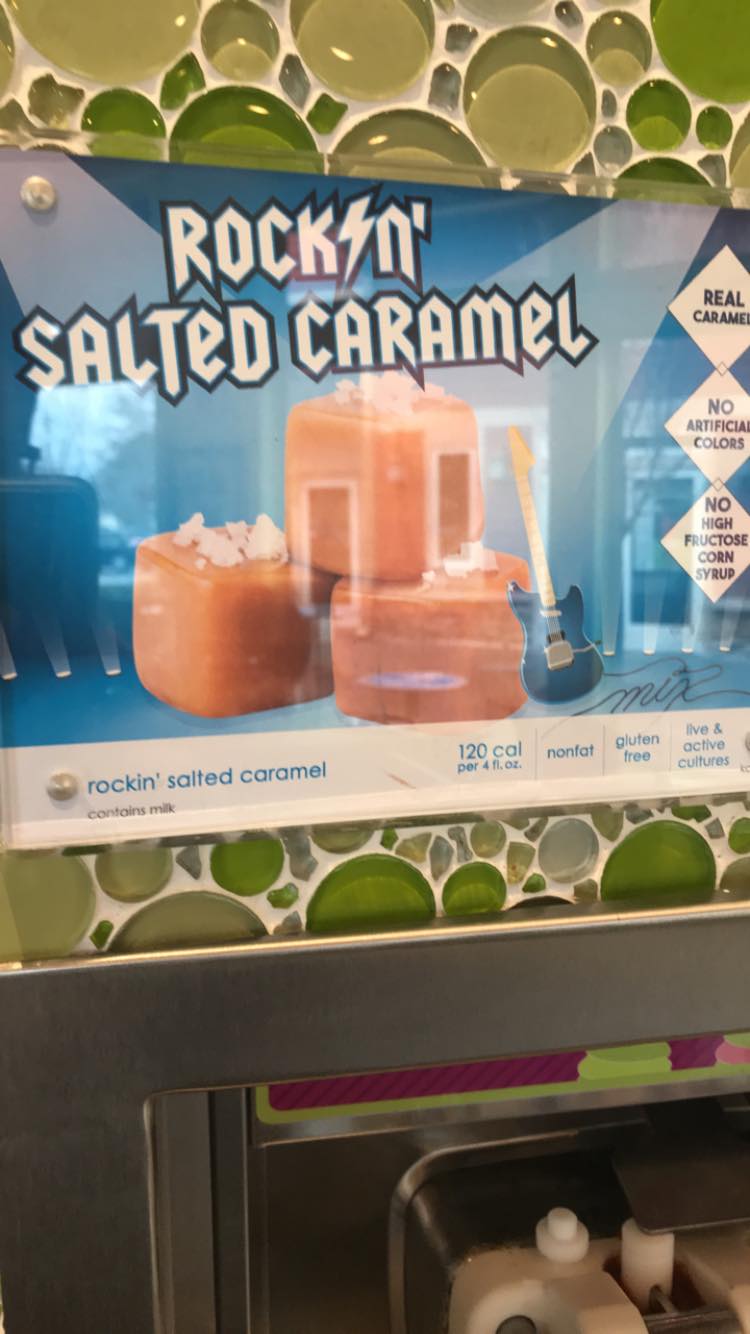 ROCKIN'
SALTED CARAMEL
REAL
CARAMEL
NO
ARTIFICIAL
COLORS
NO
HIGH
FRUCTOSE
CORN
SYRUP
mix
rockin' salted caramel
contains milk
120 cal
per 4 fl. oz.
nonfat
gluten
free
live &
active
cultures